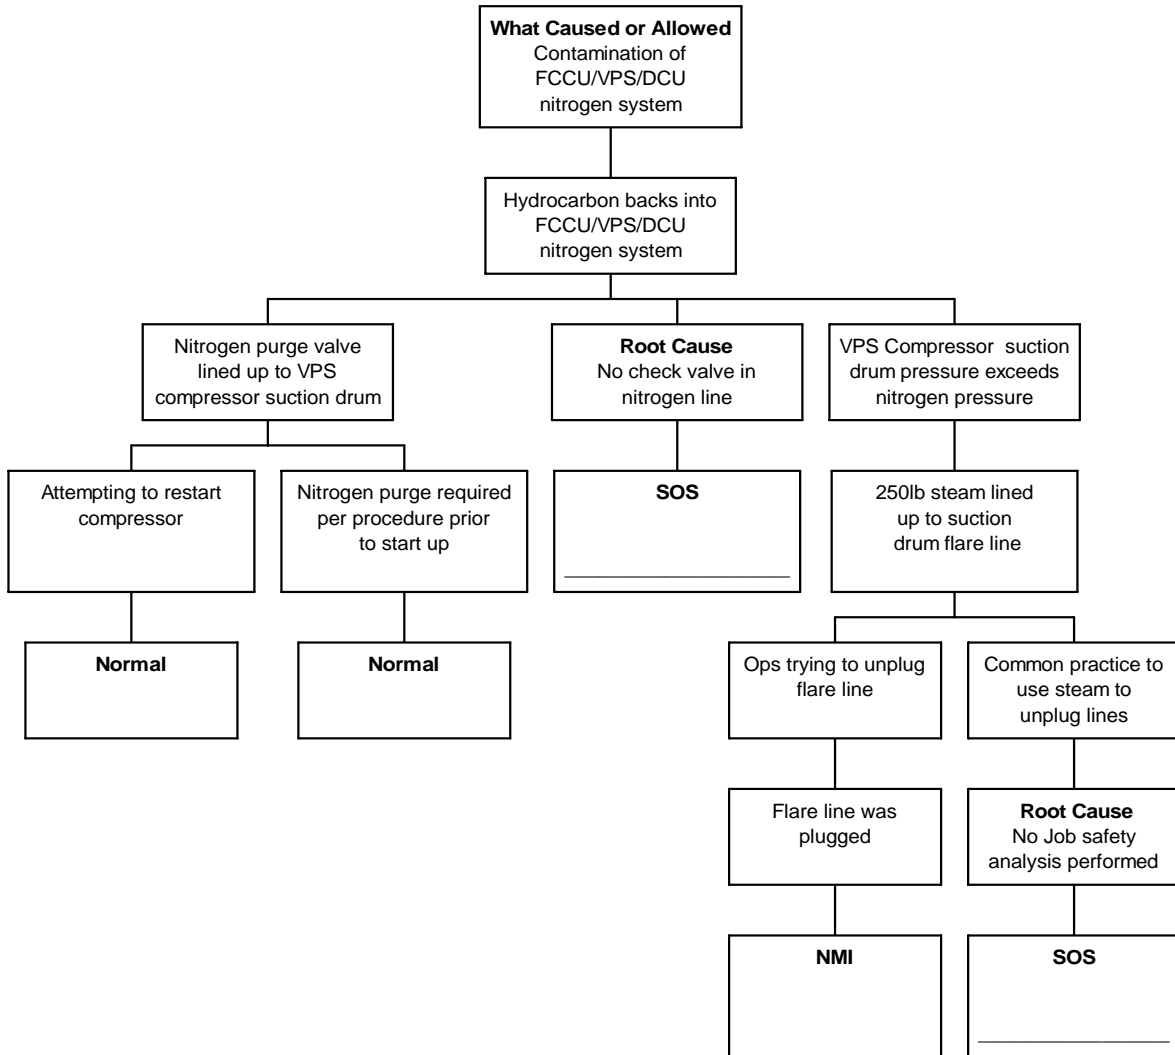 What Caused or Allowed
Contamination of
FCCU/VPS/DCU
nitrogen system
Hydrocarbon backs into
FCCU/VPS/DCU
nitrogen system
Nitrogen purge valve
lined up to VPS
compressor suction drum
Root Cause
No check valve in
nitrogen line
VPS Compressor suction
drum pressure exceeds
nitrogen pressure
Attempting to restart
compressor
Nitrogen purge required
per procedure prior
to start up
SOS
250lb steam lined
up to suction
drum flare line
Normal
Normal
Ops trying to unplug
flare line
Common practice to
use steam to
unplug lines
Flare line was
plugged
Root Cause
No Job safety
analysis performed
NMI
SOS